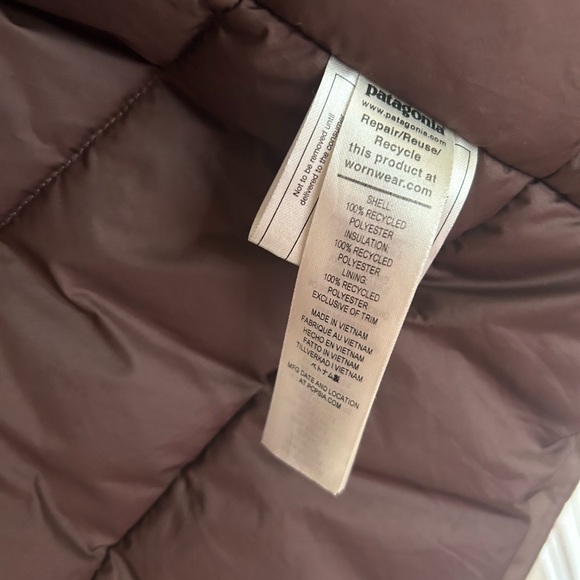 patagonia
www.patagonia.com
Repair/Reuse/
Recycle
this product at
wornwear.com
SHELL:
100% RECYCLED
POLYESTER
INSULATION:
100% RECYCLED
POLYESTER
LINING:
100% RECYCLED
POLYESTER
EXCLUSIVE OF TRIM
MADE IN VIETNAM
FABRIQUÉ AU VIETNAM
HECHO EN VIETNAM
FATTO IN VIETNAM
TILLVERKAD I VIETNAM
ベトナム製
MFG DATE AND LOCATION
AT PCPSIA.COM
Not to be removed until
delivered to the consumer